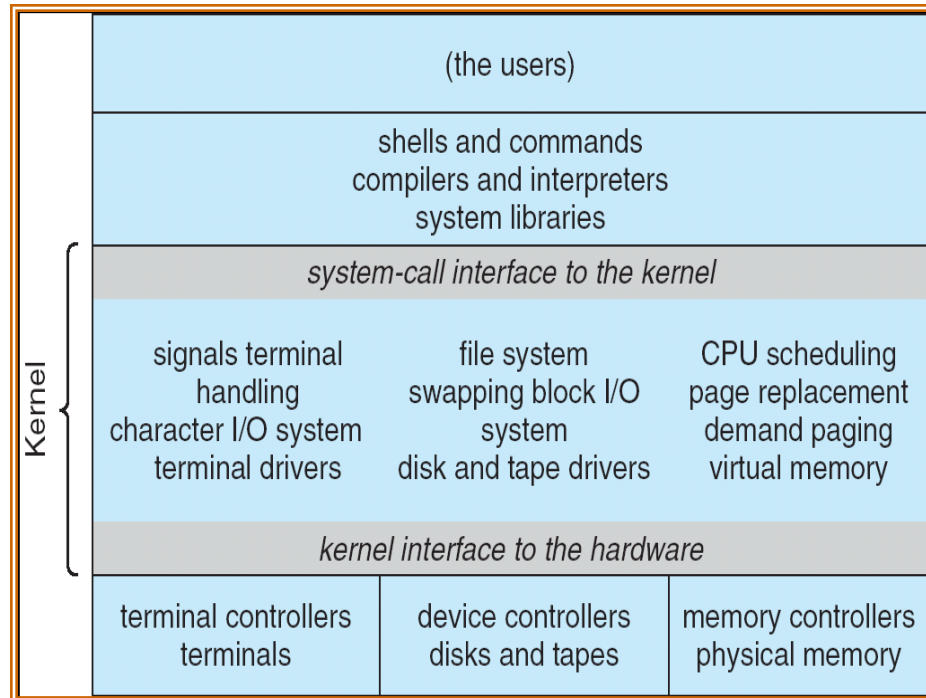 (the users)
shells and commands
compilers and interpreters
system libraries
Kernel
system-call interface to the kernel
signals terminal
handling
character I/O system
terminal drivers
file system
swapping block I/O
system
disk and tape drivers
CPU scheduling
page replacement
demand paging
virtual memory
kernel interface to the hardware
terminal controllers
terminals
device controllers
disks and tapes
memory controllers
physical memory